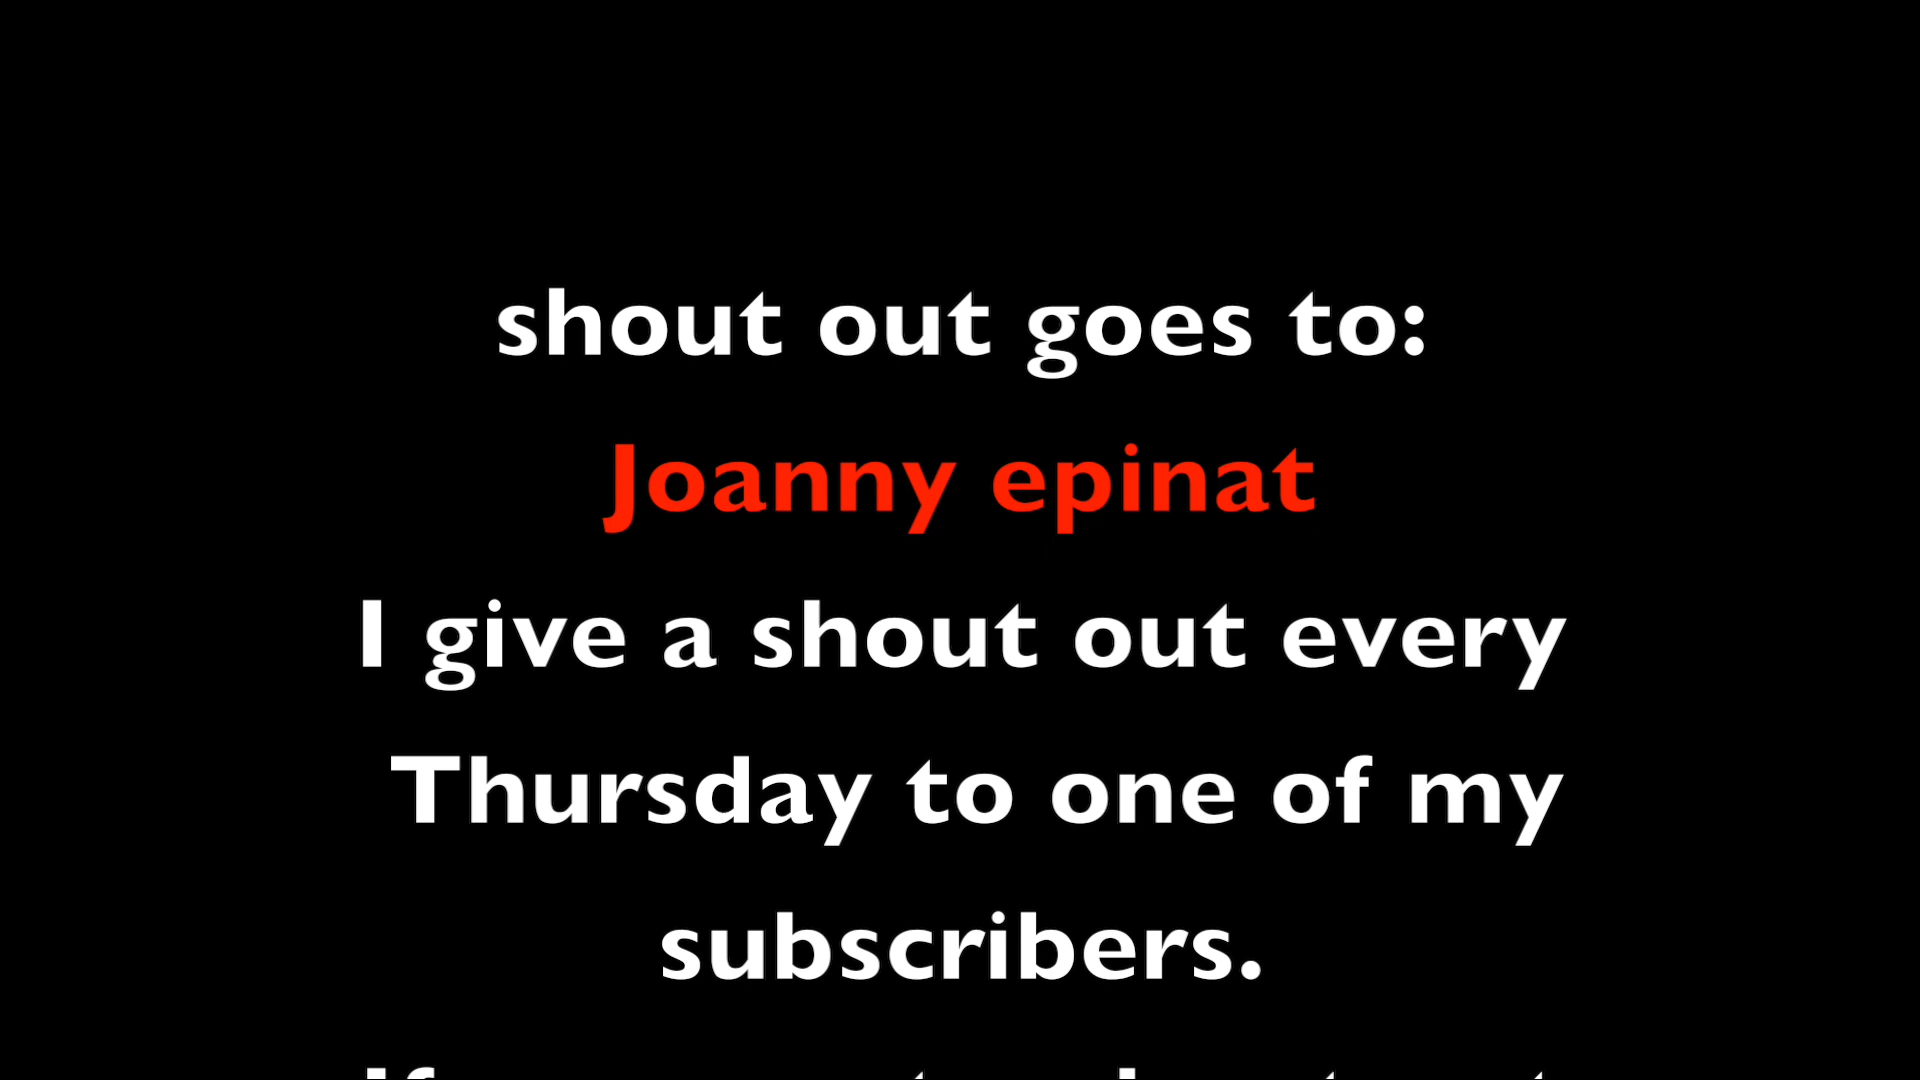 shout out goes to:
Joanny epinat
I give a shout out every
Thursday to one of my
subscribers.